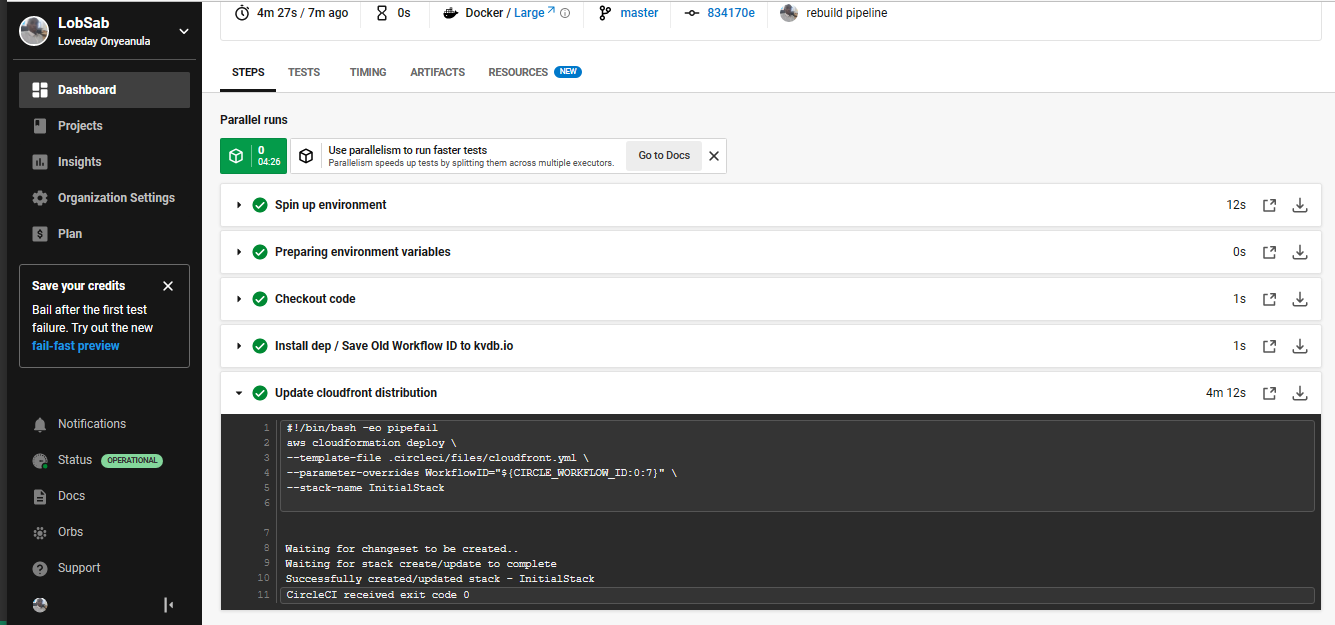 LobSab
Loveday Onyeanula
Dashboard
Projects
Insights
Organization Settings
Plan
Save your credits
Bail after the first test
failure. Try out the new
fail-fast preview
Notifications
Status OPERATIONAL
Docs
Orbs
Support
4m 27s / 7m ago 0s Docker / Large master 834170e rebuild pipeline
STEPS TESTS TIMING ARTIFACTS RESOURCES NEW
Parallel runs
0
04:26
Use parallelism to run faster tests
Parallelism speeds up tests by splitting them across multiple executors.
Go to Docs
Spin up environment 12s
Preparing environment variables 0s
Checkout code 1s
Install dep / Save Old Workflow ID to kvdb.io 1s
Update cloudfront distribution 4m 12s
1 #!/bin/bash -eo pipefail
2 aws cloudformation deploy \
3 --template-file .circleci/files/cloudfront.yml \
4 --parameter-overrides WorkflowID="${CIRCLE_WORKFLOW_ID:0:7}" \
5 --stack-name InitialStack
6
7
8 Waiting for changeset to be created..
9 Waiting for stack create/update to complete
10 Successfully created/updated stack - InitialStack
11 CircleCI received exit code 0